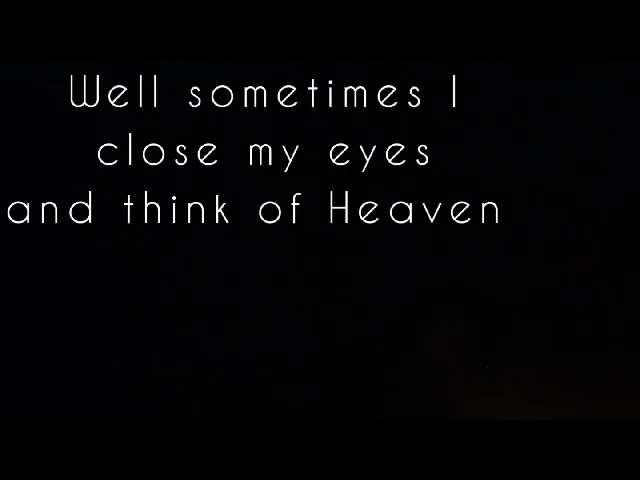 Well sometimes I
close my eyes
and think of Heaven